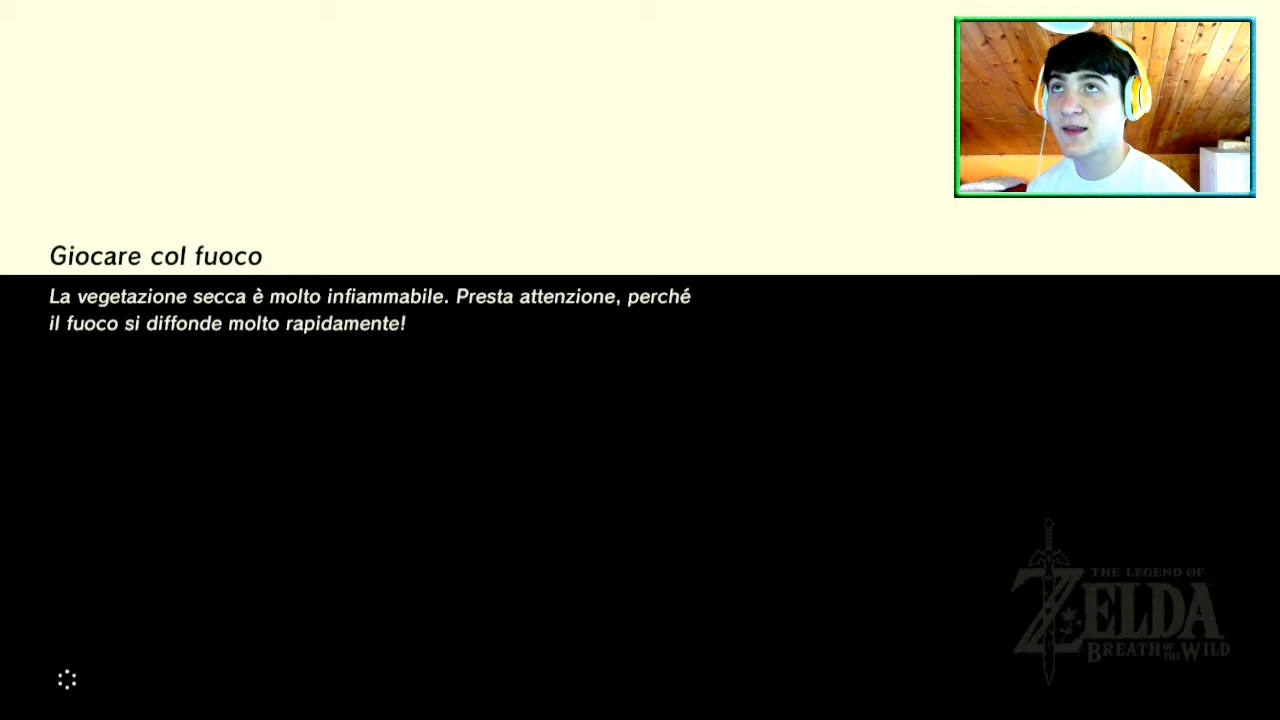 Giocare col fuoco
La vegetazione secca è molto infiammabile. Presta attenzione, perché
il fuoco si diffonde molto rapidamente!
THE LEGEND OF
ZELDA
BREATH OF THE WILD